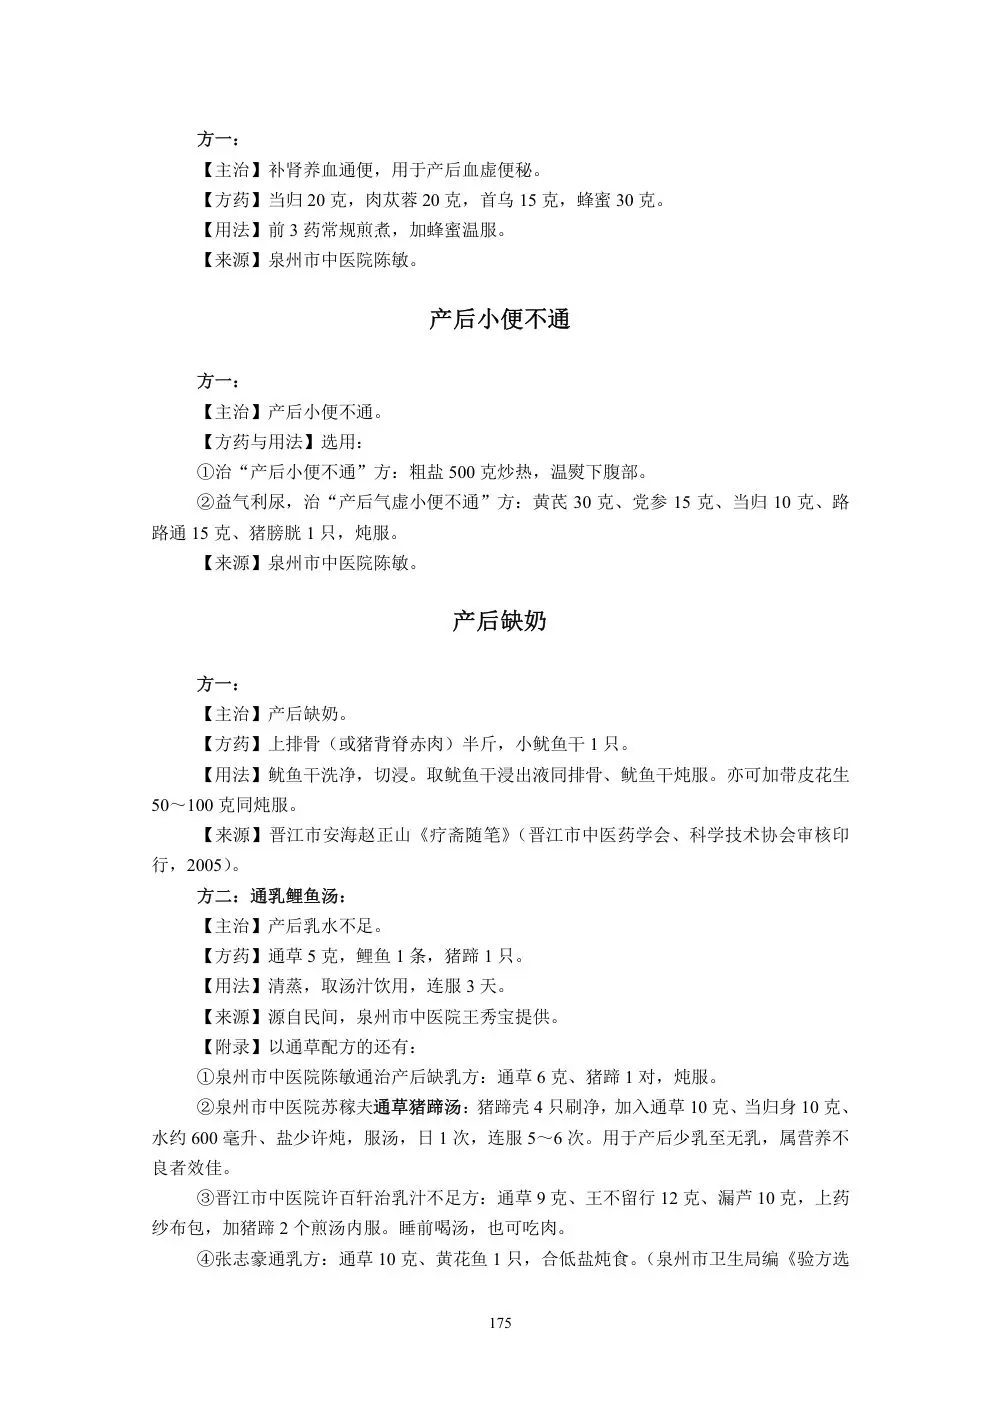 方一：
【主治】补肾养血通便，用于产后血虚便秘。
【方药】当归 20 克，肉苁蓉 20 克，首乌 15 克，蜂蜜 30 克。
【用法】前 3 药常规煎煮，加蜂蜜温服。
【来源】泉州市中医院陈敏。
产后小便不通
方一：
【主治】产后小便不通。
【方药与用法】选用：
①治“产后小便不通”方：粗盐 500 克炒热，温熨下腹部。
②益气利尿，治“产后气虚小便不通”方：黄芪 30 克、党参 15 克、当归 10 克、路
路通 15 克、猪膀胱 1 只，炖服。
【来源】泉州市中医院陈敏。
产后缺奶
方一：
【主治】产后缺奶。
【方药】上排骨（或猪背脊赤肉）半斤，小鱿鱼干 1 只。
【用法】鱿鱼干洗净，切浸。取鱿鱼干浸出液同排骨、鱿鱼干炖服。亦可加带皮花生
50～100 克同炖服。
【来源】晋江市安海赵正山《疗斋随笔》（晋江市中医药学会、科学技术协会审核印
行，2005）。
方二：通乳鲤鱼汤：
【主治】产后乳水不足。
【方药】通草 5 克，鲤鱼 1 条，猪蹄 1 只。
【用法】清蒸，取汤汁饮用，连服 3 天。
【来源】源自民间，泉州市中医院王秀宝提供。
【附录】以通草配方的还有：
①泉州市中医院陈敏通治产后缺乳方：通草 6 克、猪蹄 1 对，炖服。
②泉州市中医院苏稼夫通草猪蹄汤：猪蹄壳 4 只刷净，加入通草 10 克、当归身 10 克、
水约 600 毫升、盐少许炖，服汤，日 1 次，连服 5～6 次。用于产后少乳至无乳，属营养不
良者效佳。
③晋江市中医院许百轩治乳汁不足方：通草 9 克、王不留行 12 克、漏芦 10 克，上药
纱布包，加猪蹄 2 个煎汤内服。睡前喝汤，也可吃肉。
④张志豪通乳方：通草 10 克、黄花鱼 1 只，合低盐炖食。（泉州市卫生局编《验方选
175